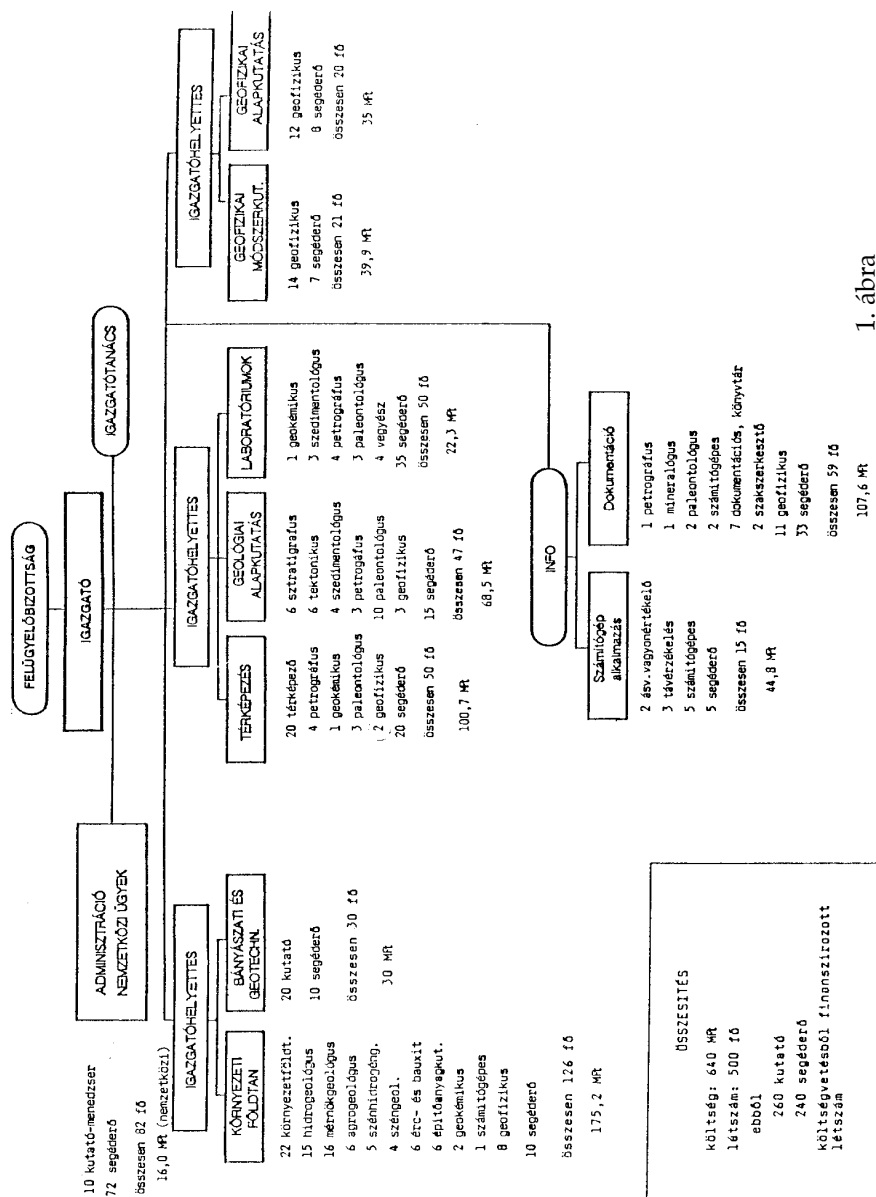 FELÜGYELŐBIZOTTSÁG
IGAZGATÓ
IGAZGATÓTANÁCS
ADMINISZTRÁCIÓ
NEMZETKÖZI ÜGYEK
10 kutató-menedzser
72 segéderő
összesen 82 fő
16,0 MFt (nemzetközi)
IGAZGATÓHELYETTES
KÖRNYEZETI
FÖLDTAN
22 környezetföldt.
15 hidrogeológus
16 mérnökgeológus
6 agrogeológus
5 szénhidrogéng.
4 széngeol.
6 érc- és bauxit
6 építőanyagkut.
2 geokémikus
1 számítógépes
8 geofizikus
10 segéderő
összesen 126 fő
175,2 MFt
BÁNYÁSZATI ÉS
GEOTECHN.
20 kutató
10 segéderő
összesen 30 fő
30 MFt
IGAZGATÓHELYETTES
TÉRKÉPEZÉS
20 térképező
4 petrográfus
1 geokémikus
3 paleontológus
2 geofizikus
20 segéderő
összesen 50 fő
100,7 MFt
GEOLÓGIAI
ALAPKUTATÁS
6 sztratigrafus
6 tektonikus
4 szedimentológus
3 petrogáfus
10 paleontológus
3 geofizikus
15 segéderő
összesen 47 fő
68,5 MFt
LABORATÓRIUMOK
1 geokémikus
3 szedimentológus
4 petrográfus
3 paleontológus
4 vegyész
35 segéderő
összesen 50 fő
22,3 MFt
IGAZGATÓHELYETTES
GEOFIZIKAI
MÓDSZERKUT.
14 geofizikus
7 segéderő
összesen 21 fő
39,9 MFt
GEOFIZIKAI
ALAPKUTATÁS
12 geofizikus
8 segéderő
összesen 20 fő
35 MFt
INFO
Számítógép
alkalmazás
2 ásv.vagyonértékelő
3 távérzékelés
5 számítógépes
5 segéderő
összesen 15 fő
44,8 MFt
Dokumentáció
1 petrográfus
1 mineralógus
2 paleontológus
2 számítógépes
7 dokumentációs, könyvtár
2 szakszerkesztő
11 geofizikus
33 segéderő
összesen 59 fő
107,6 MFt
ÖSSZESITÉS
költség: 640 MFt
létszám: 500 fő
ebből
260 kutató
240 segéderő
költségvetésből finanszirozott
létszám
1. ábra